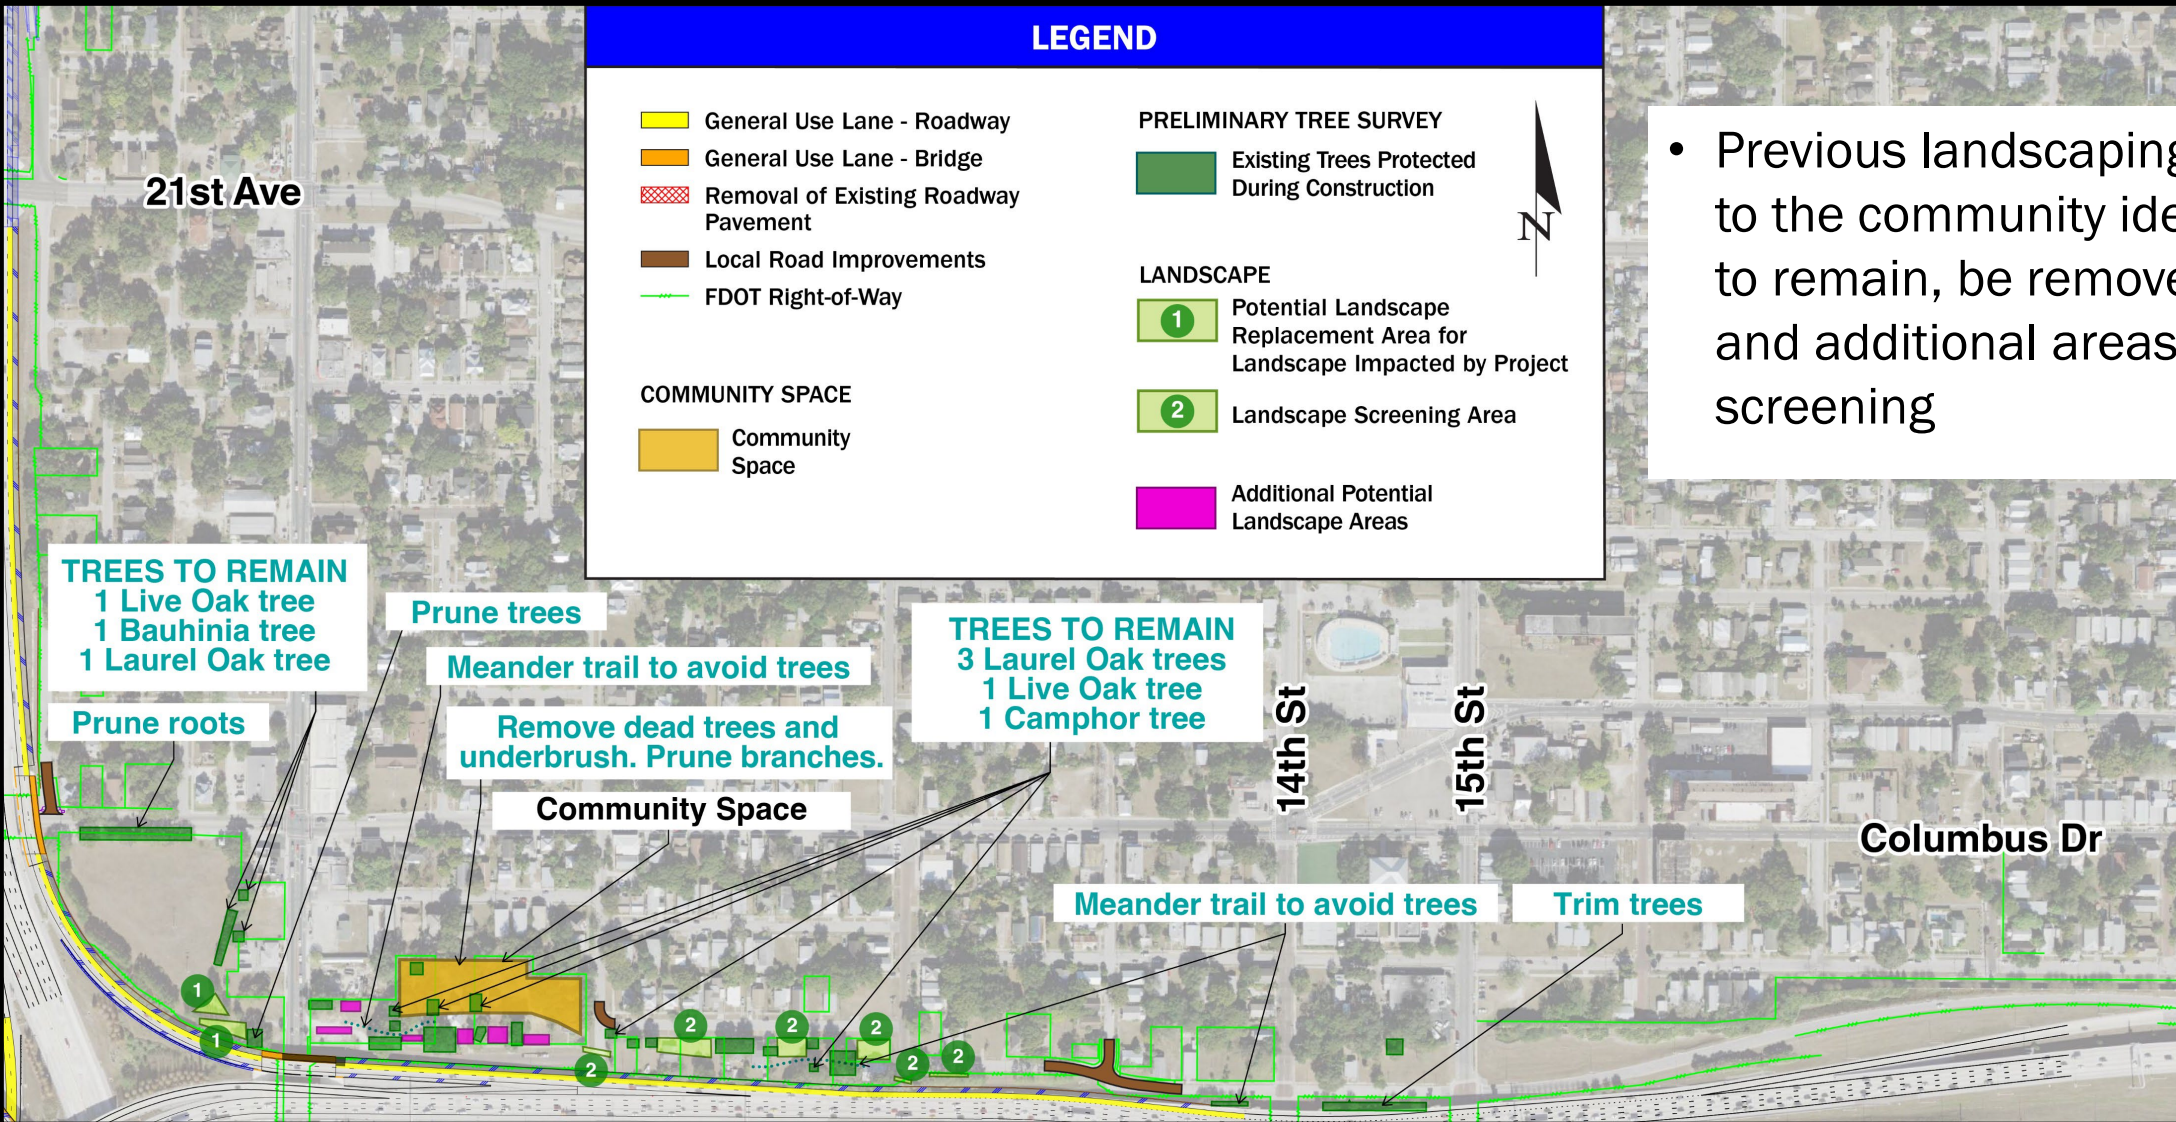 LEGEND
General Use Lane - Roadway
General Use Lane - Bridge
Removal of Existing Roadway
Pavement
Local Road Improvements
FDOT Right-of-Way
COMMUNITY SPACE
Community
Space
PRELIMINARY TREE SURVEY
Existing Trees Protected
During Construction
N
LANDSCAPE
1
Potential Landscape
Replacement Area for
Landscape Impacted by Project
2
Landscape Screening Area
Additional Potential
Landscape Areas
• Previous landscaping
to the community ide
to remain, be remove
and additional areas
screening
21st Ave
TREES TO REMAIN
1 Live Oak tree
1 Bauhinia tree
1 Laurel Oak tree
Prune roots
Prune trees
Meander trail to avoid trees
Remove dead trees and
underbrush. Prune branches.
Community Space
TREES TO REMAIN
3 Laurel Oak trees
1 Live Oak tree
1 Camphor tree
14th St
15th St
Columbus Dr
Meander trail to avoid trees
Trim trees
1
1
2
2
2
2
2
2